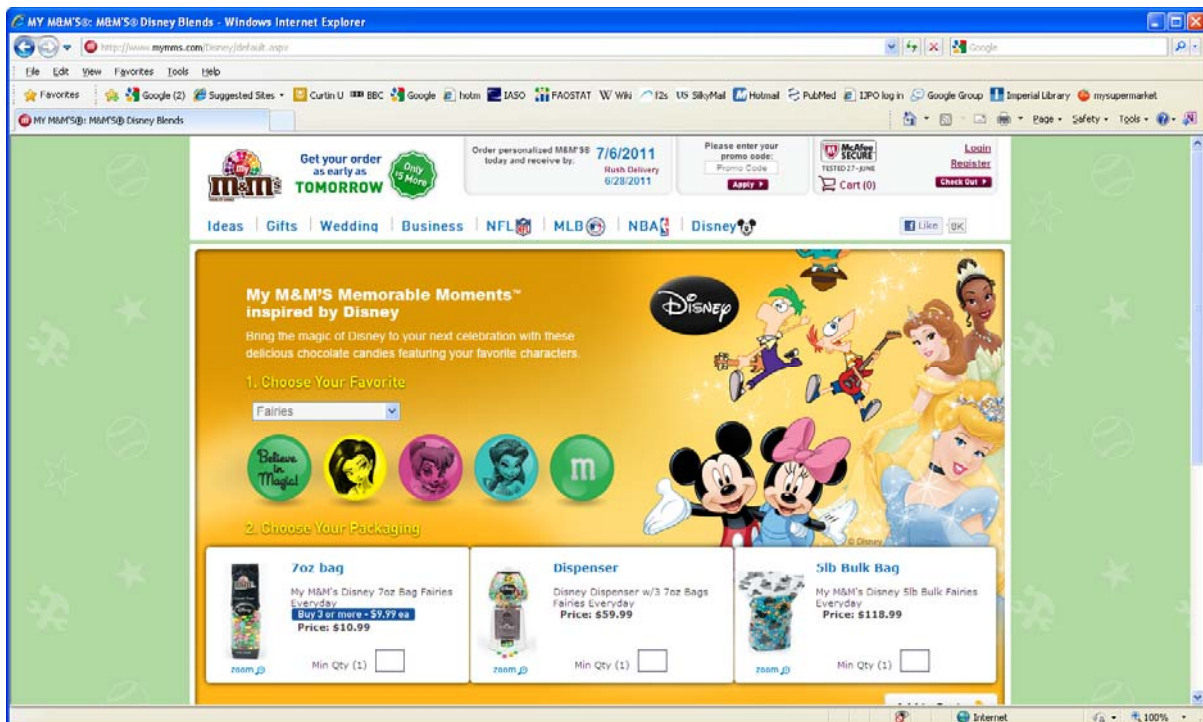 MY M&M'S®: M&M'S® Disney Blends - Windows Internet Explorer
http://www.mymms.com/Disney/default.aspx
Google
File Edit View Favorites Tools Help
Favorites Google (2) Suggested Sites Curtin U BBC Google hotm IASO FAOSTAT Wiki f2s US SilkyMail Hotmail PubMed IJPO log in Google Group Imperial Library mysupermarket
MY M&M'S®: M&M'S® Disney Blends
Page Safety Tools
my
m&m's
Get your order
as early as
TOMORROW
Only
$5 More
Order personalized M&M'S®
today and receive by:
7/6/2011
Rush Delivery
6/28/2011
Please enter your
promo code:
Promo Code
Apply
McAfee
SECURE
TESTED 27-JUNE
Cart (0)
Login
Register
Check Out
Ideas Gifts Wedding Business NFL MLB NBA Disney
Like 8K
My M&M'S Memorable Moments™
inspired by Disney
Bring the magic of Disney to your next celebration with these
delicious chocolate candies featuring your favorite characters.
Disney
1. Choose Your Favorite
Fairies
Believe
in
Magic!
m
2. Choose Your Packaging
© Disney
7oz bag
My M&M's Disney 7oz Bag Fairies
Everyday
Buy 3 or more - $9.99 ea
Price: $10.99
Min Qty (1)
zoom
Dispenser
Disney Dispenser w/3 7oz Bags
Fairies Everyday
Price: $59.99
Min Qty (1)
zoom
5lb Bulk Bag
My M&M's Disney 5lb Bulk Fairies
Everyday
Price: $118.99
Min Qty (1)
zoom
Internet
100%